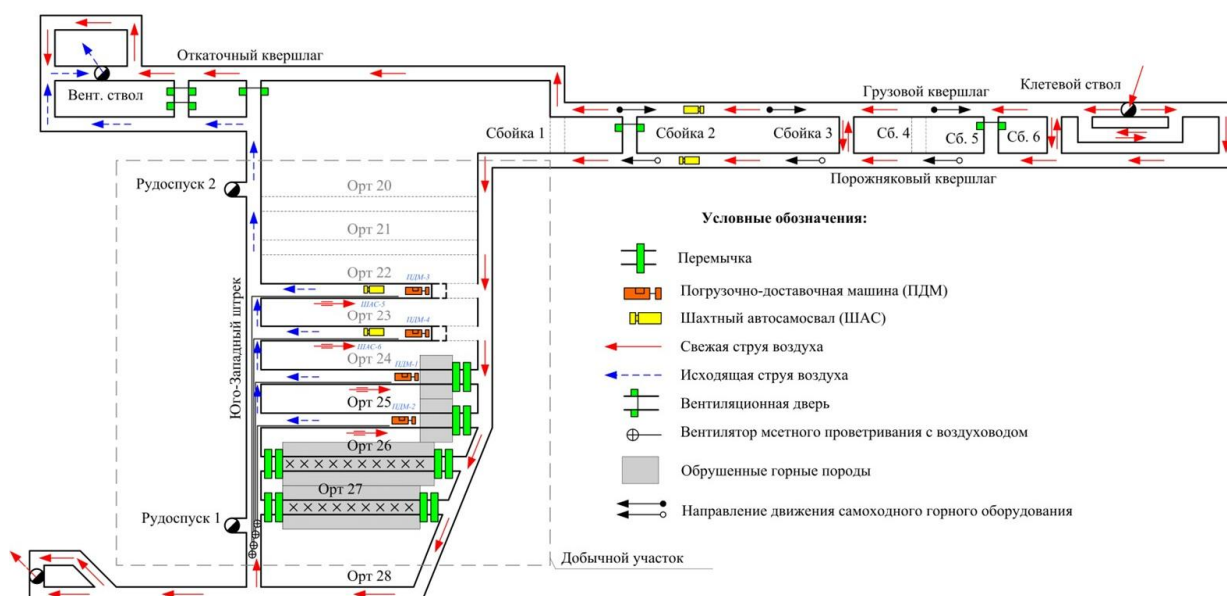 Откаточный квершлаг
Вент. ствол
Клетевой ствол
Грузовой квершлаг
Сбойка 1
Сбойка 2
Сбойка 3
Сб. 4
Сб. 5
Сб. 6
Порожняковый квершлаг
Рудоспуск 2
Орт 20
Орт 21
Орт 22
ПДМ-3
ШАС-5
Орт 23
ПДМ-4
ШАС-6
Орт 24
ПДМ-1
Орт 25
ПДМ-2
Орт 26
Орт 27
Юго-Западный штрек
Рудоспуск 1
Орт 28
Добычной участок
Условные обозначения:
Перемычка
Погрузочно-доставочная машина (ПДМ)
Шахтный автосамосвал (ШАС)
Свежая струя воздуха
Исходящая струя воздуха
Вентиляционная дверь
Вентилятор мсетного проветривания с воздуховодом
Обрушенные горные породы
Направление движения самоходного горного оборудования